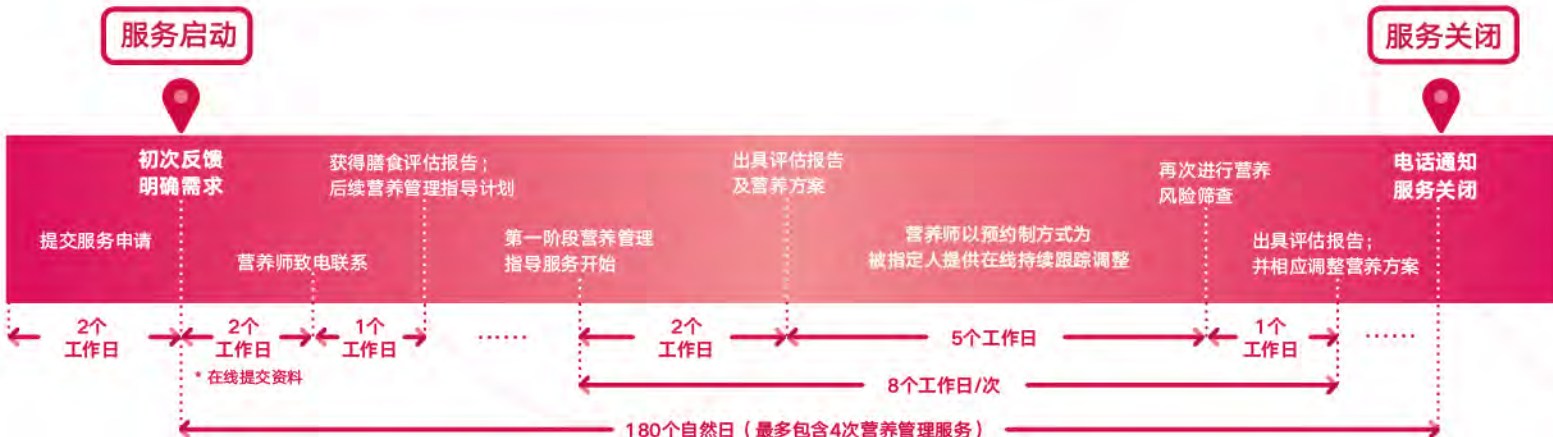 服务启动
服务关闭
初次反馈
明确需求
获得膳食评估报告；
后续营养管理指导计划
出具评估报告
及营养方案
再次进行营养
风险筛查
电话通知
服务关闭
提交服务申请
营养师致电联系
第一阶段营养管理
指导服务开始
营养师以预约制方式为
被指定人提供在线持续跟踪调整
出具评估报告；
并相应调整营养方案
2个
工作日
2个
工作日
1个
工作日
······
2个
工作日
5个工作日
1个
工作日
······
* 在线提交资料
8个工作日/次
180个自然日（最多包含4次营养管理服务）